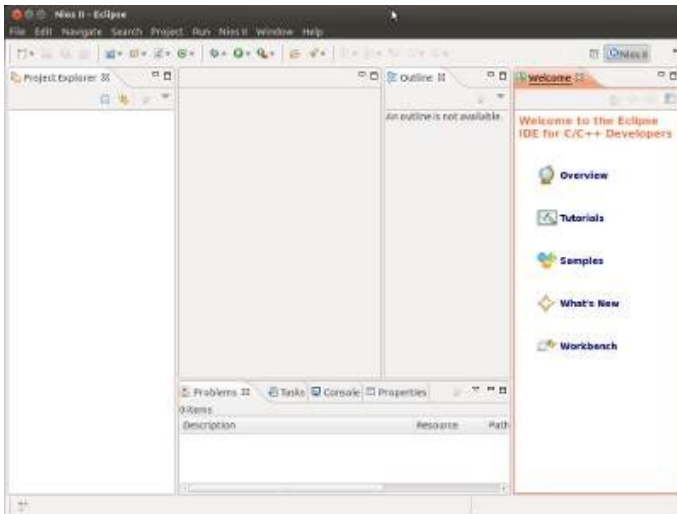 Nios II - Eclipse
File Edit Navigate Search Project Run Nios II Window Help
Nios II
Project Explorer
Outline
Welcome
An outline is not available.
Welcome to the Eclipse
IDE for C/C++ Developers
Overview
Tutorials
Samples
What's New
Workbench
Problems Tasks Console Properties
0 items
Description Resource Path